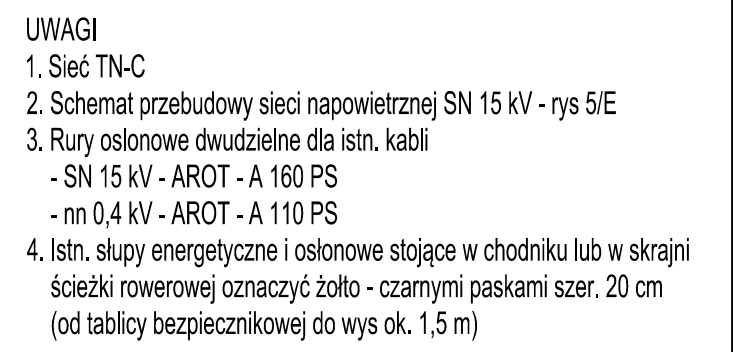 UWAGI
1. Sieć TN-C
2. Schemat przebudowy sieci napowietrznej SN 15 kV - rys 5/E
3. Rury oslonowe dwudzielne dla istn. kabli
- SN 15 kV - AROT - A 160 PS
- nn 0,4 kV - AROT - A 110 PS
4. Istn. słupy energetyczne i osłonowe stojące w chodniku lub w skrajni
ścieżki rowerowej oznaczyć żołto - czarnymi paskami szer. 20 cm
(od tablicy bezpiecznikowej do wys ok. 1,5 m)